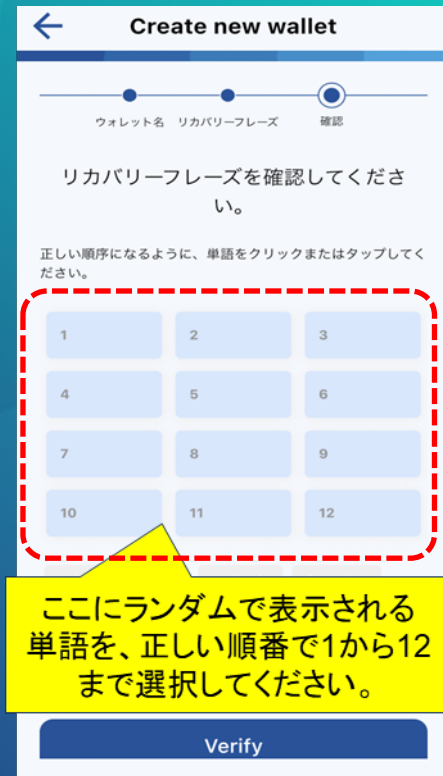 Create new wallet
ウォレット名 リカバリーフレーズ 確認
リカバリーフレーズを確認してくださ
い。
正しい順序になるように、単語をクリックまたはタップしてく
ださい。
1 2 3
4 5 6
7 8 9
10 11 12
ここにランダムで表示される
単語を、正しい順番で1から12
まで選択してください。
Verify